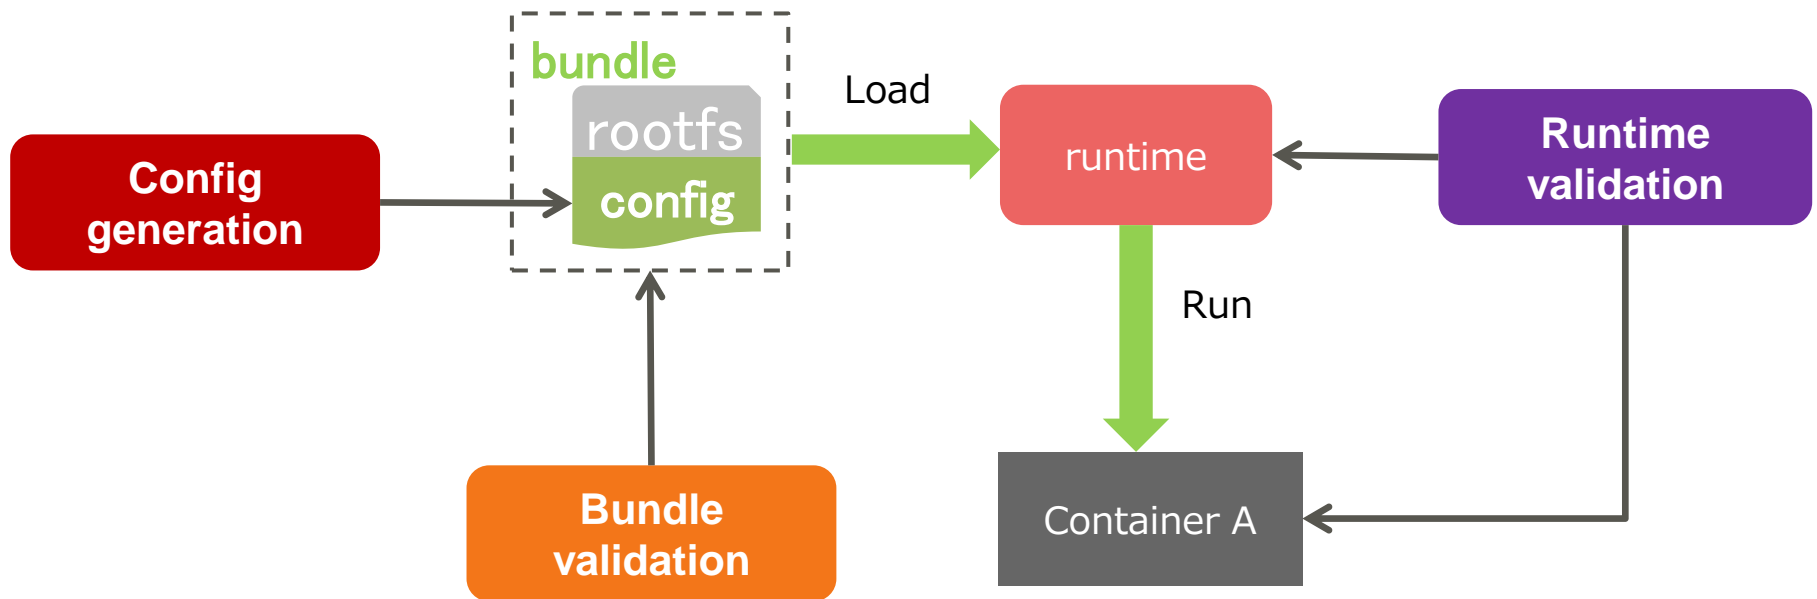 bundle
rootfs
config
Config
generation
Load
runtime
Runtime
validation
Run
Bundle
validation
Container A